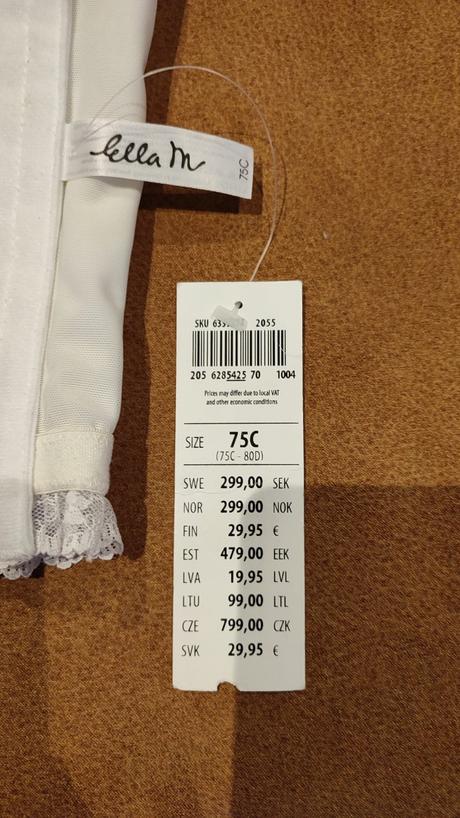 Ella M
75C
SKU 2055
205 6285425 70 1004
Prices may differ due to local VAT
and other economic conditions
SIZE 75C
(75C - 80D)
SWE 299,00 SEK
NOR 299,00 NOK
FIN 29,95 €
EST 479,00 EEK
LVA 19,95 LVL
LTU 99,00 LTL
CZE 799,00 CZK
SVK 29,95 €